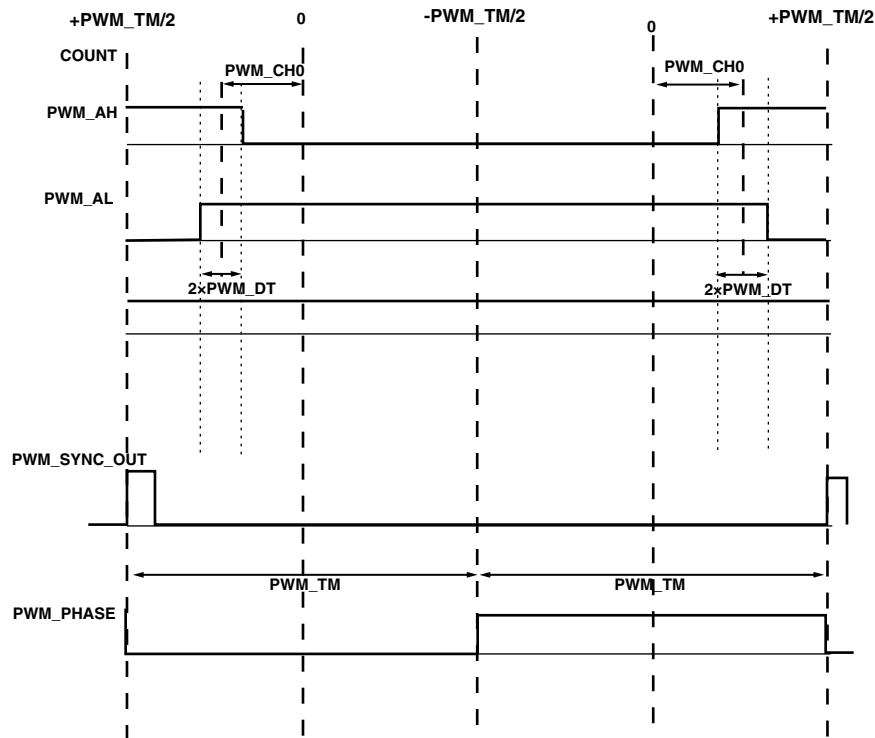 +PWM_TM/2 0 -PWM_TM/2 0 +PWM_TM/2
COUNT
PWM_CH0 PWM_CH0
PWM_AH
PWM_AL
2×PWM_DT 2×PWM_DT
PWM_SYNC_OUT
PWM_TM PWM_TM
PWM_PHASE